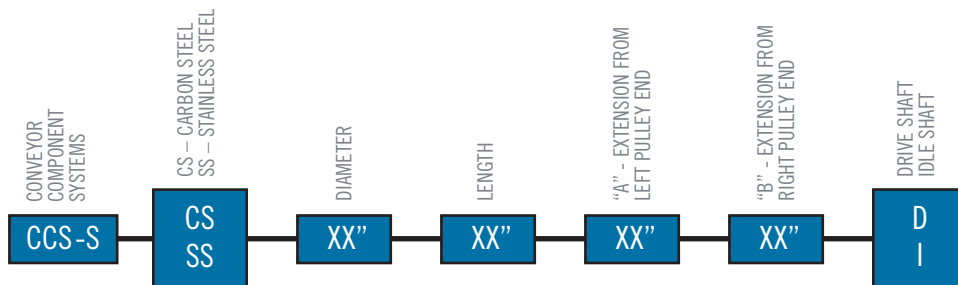 CONVEYOR
COMPONENT
SYSTEMS
CS – CARBON STEEL
SS – STAINLESS STEEL
DIAMETER
LENGTH
“A” - EXTENSION FROM
LEFT PULLEY END
“B” - EXTENSION FROM
RIGHT PULLEY END
DRIVE SHAFT
IDLE SHAFT
CCS-S
CS
SS
XX”
XX”
XX”
XX”
D
I